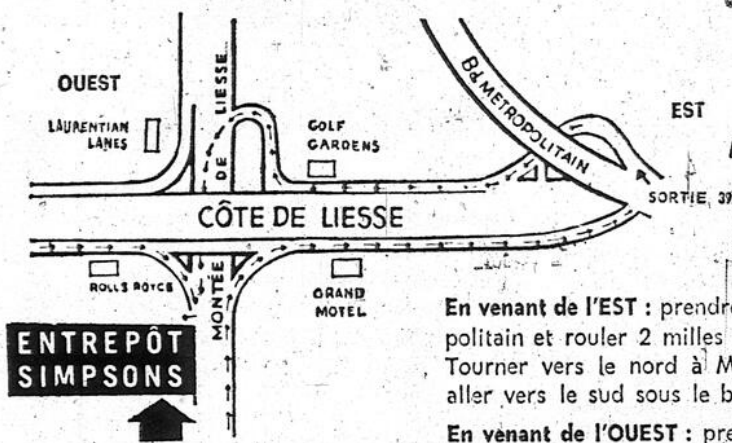 OUEST
LAURENTIAN
LANES
DE LIESSE
GOLF
GARDENS
Bd. METROPOLITAIN
EST
SORTIE 39
CÔTE DE LIESSE
ROLLS ROYCE
MONTÉE
GRAND
MOTEL
ENTREPÔT
SIMPSONS
En venant de l'EST : prendre
politain et rouler 2 milles
Tourner vers le nord à M
aller vers le sud sous le b
En venant de l'OUEST : pre